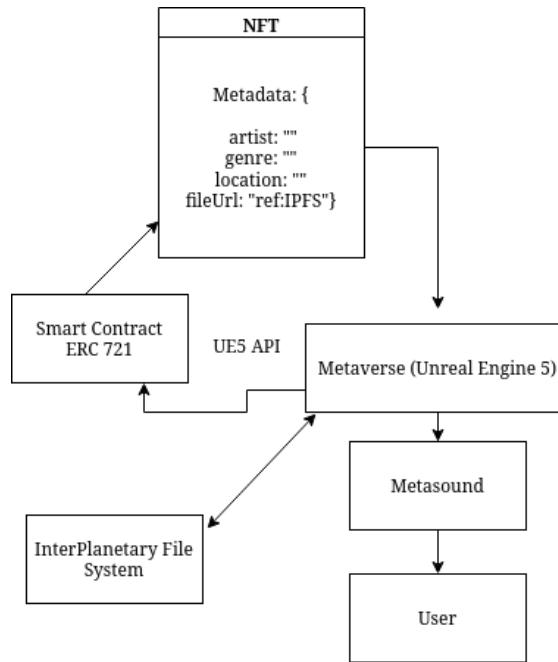 NFT
Metadata: {
artist: ""
genre: ""
location: ""
fileUrl: "ref:IPFS"}
Smart Contract
ERC 721
UE5 API
Metaverse (Unreal Engine 5)
Metasound
InterPlanetary File
System
User